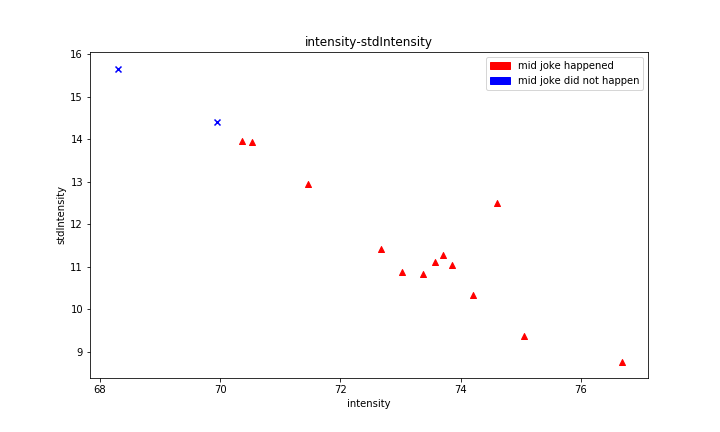 intensity-stdIntensity
mid joke happened
mid joke did not happen
stdIntensity
16
15
14
13
12
11
10
9
68
70
72
74
76
intensity